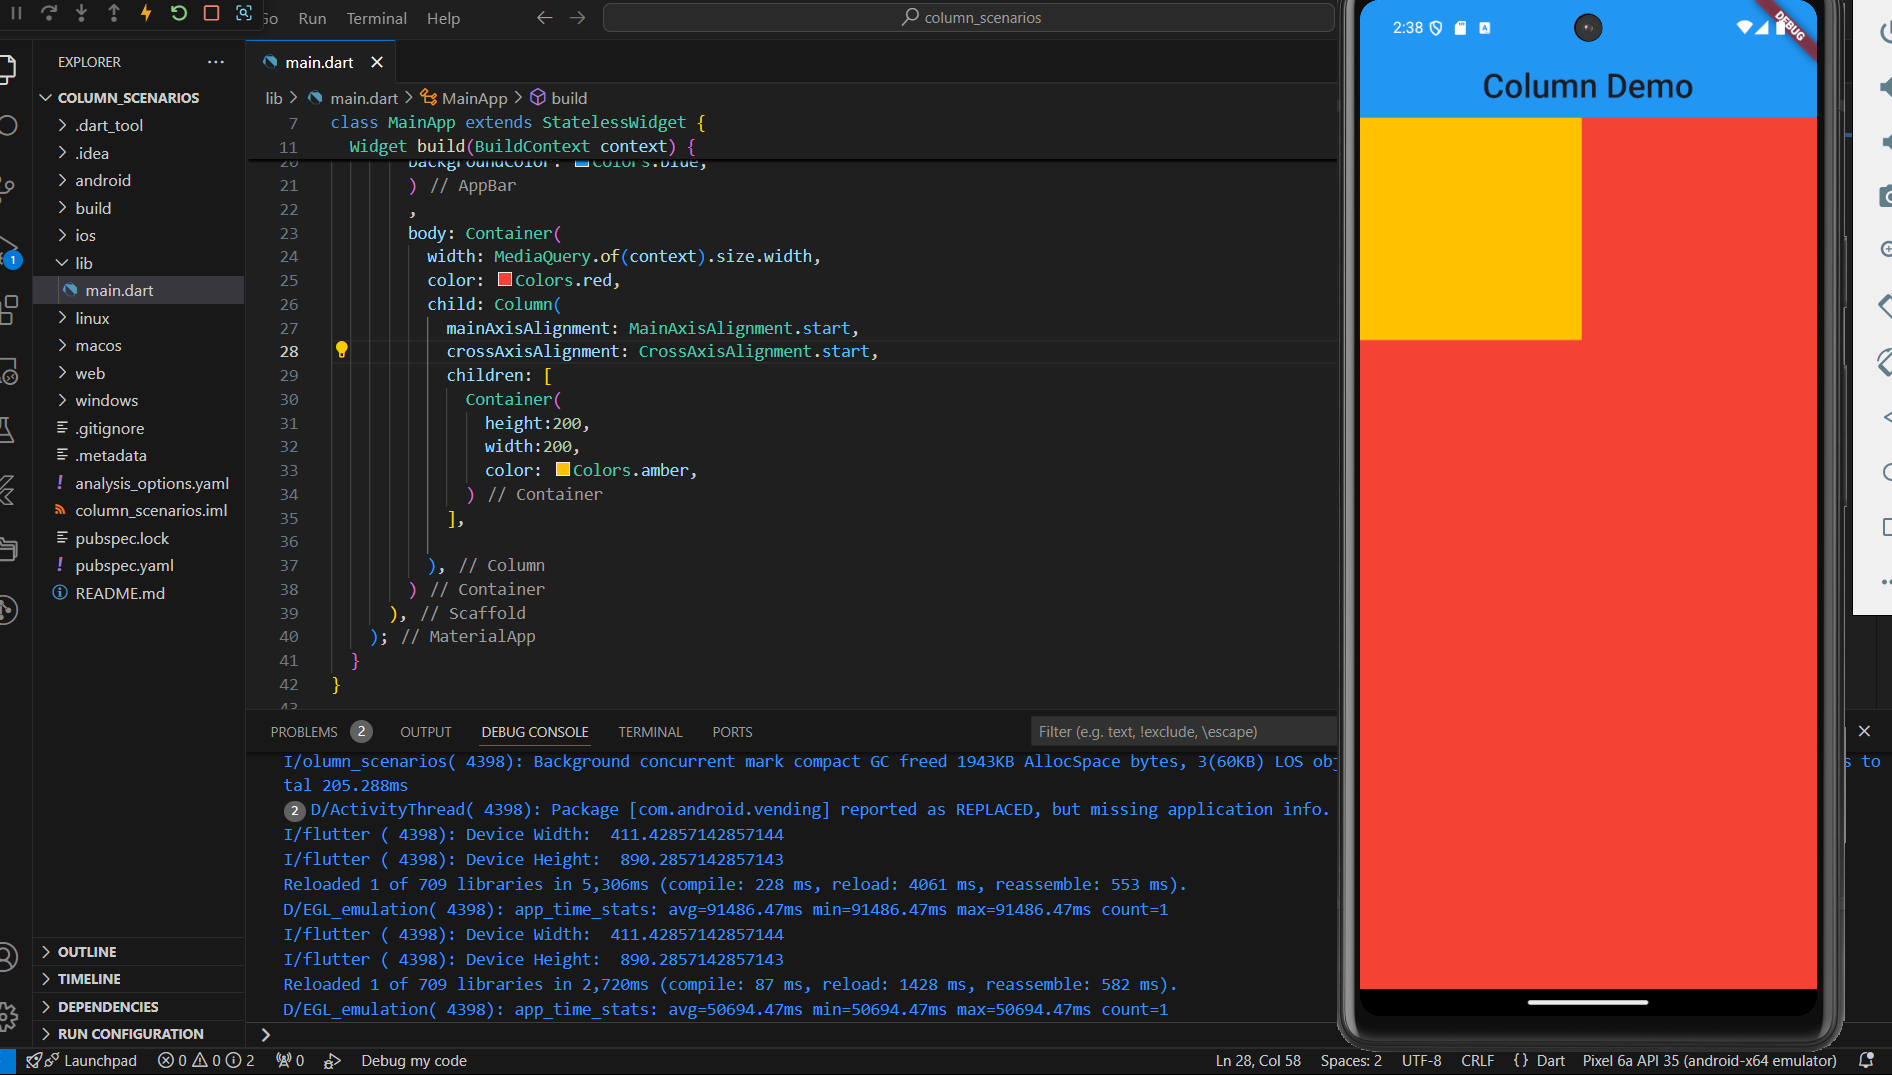 Run Terminal Help
column_scenarios
EXPLORER
COLUMN_SCENARIOS
.dart_tool
.idea
android
build
ios
lib
main.dart
linux
macos
web
windows
.gitignore
.metadata
analysis_options.yaml
column_scenarios.iml
pubspec.lock
pubspec.yaml
README.md
OUTLINE
TIMELINE
DEPENDENCIES
RUN CONFIGURATION
1
main.dart
lib > main.dart > MainApp > build
7 class MainApp extends StatelessWidget {
11 Widget build(BuildContext context) {
20 backgroundColor: Colors.blue,
21 ) // AppBar
22 ,
23 body: Container(
24 width: MediaQuery.of(context).size.width,
25 color: Colors.red,
26 child: Column(
27 mainAxisAlignment: MainAxisAlignment.start,
28 crossAxisAlignment: CrossAxisAlignment.start,
29 children: [
30 Container(
31 height:200,
32 width:200,
33 color: Colors.amber,
34 ) // Container
35 ],
36
37 ), // Column
38 ) // Container
39 ), // Scaffold
40 ); // MaterialApp
41 }
42 }
43
PROBLEMS 2 OUTPUT DEBUG CONSOLE TERMINAL PORTS
Filter (e.g. text, !exclude, \escape)
I/olumn_scenarios( 4398): Background concurrent mark compact GC freed 1943KB AllocSpace bytes, 3(60KB) LOS obj s to
tal 205.288ms
2 D/ActivityThread( 4398): Package [com.android.vending] reported as REPLACED, but missing application info.
I/flutter ( 4398): Device Width:  411.42857142857144
I/flutter ( 4398): Device Height:  890.2857142857143
Reloaded 1 of 709 libraries in 5,306ms (compile: 228 ms, reload: 4061 ms, reassemble: 553 ms).
D/EGL_emulation( 4398): app_time_stats: avg=91486.47ms min=91486.47ms max=91486.47ms count=1
I/flutter ( 4398): Device Width:  411.42857142857144
I/flutter ( 4398): Device Height:  890.2857142857143
Reloaded 1 of 709 libraries in 2,720ms (compile: 87 ms, reload: 1428 ms, reassemble: 582 ms).
D/EGL_emulation( 4398): app_time_stats: avg=50694.47ms min=50694.47ms max=50694.47ms count=1
Launchpad 0 0 2 0 Debug my code
Ln 28, Col 58 Spaces: 2 UTF-8 CRLF {} Dart Pixel 6a API 35 (android-x64 emulator)
2:38
A
DEBUG
Column Demo